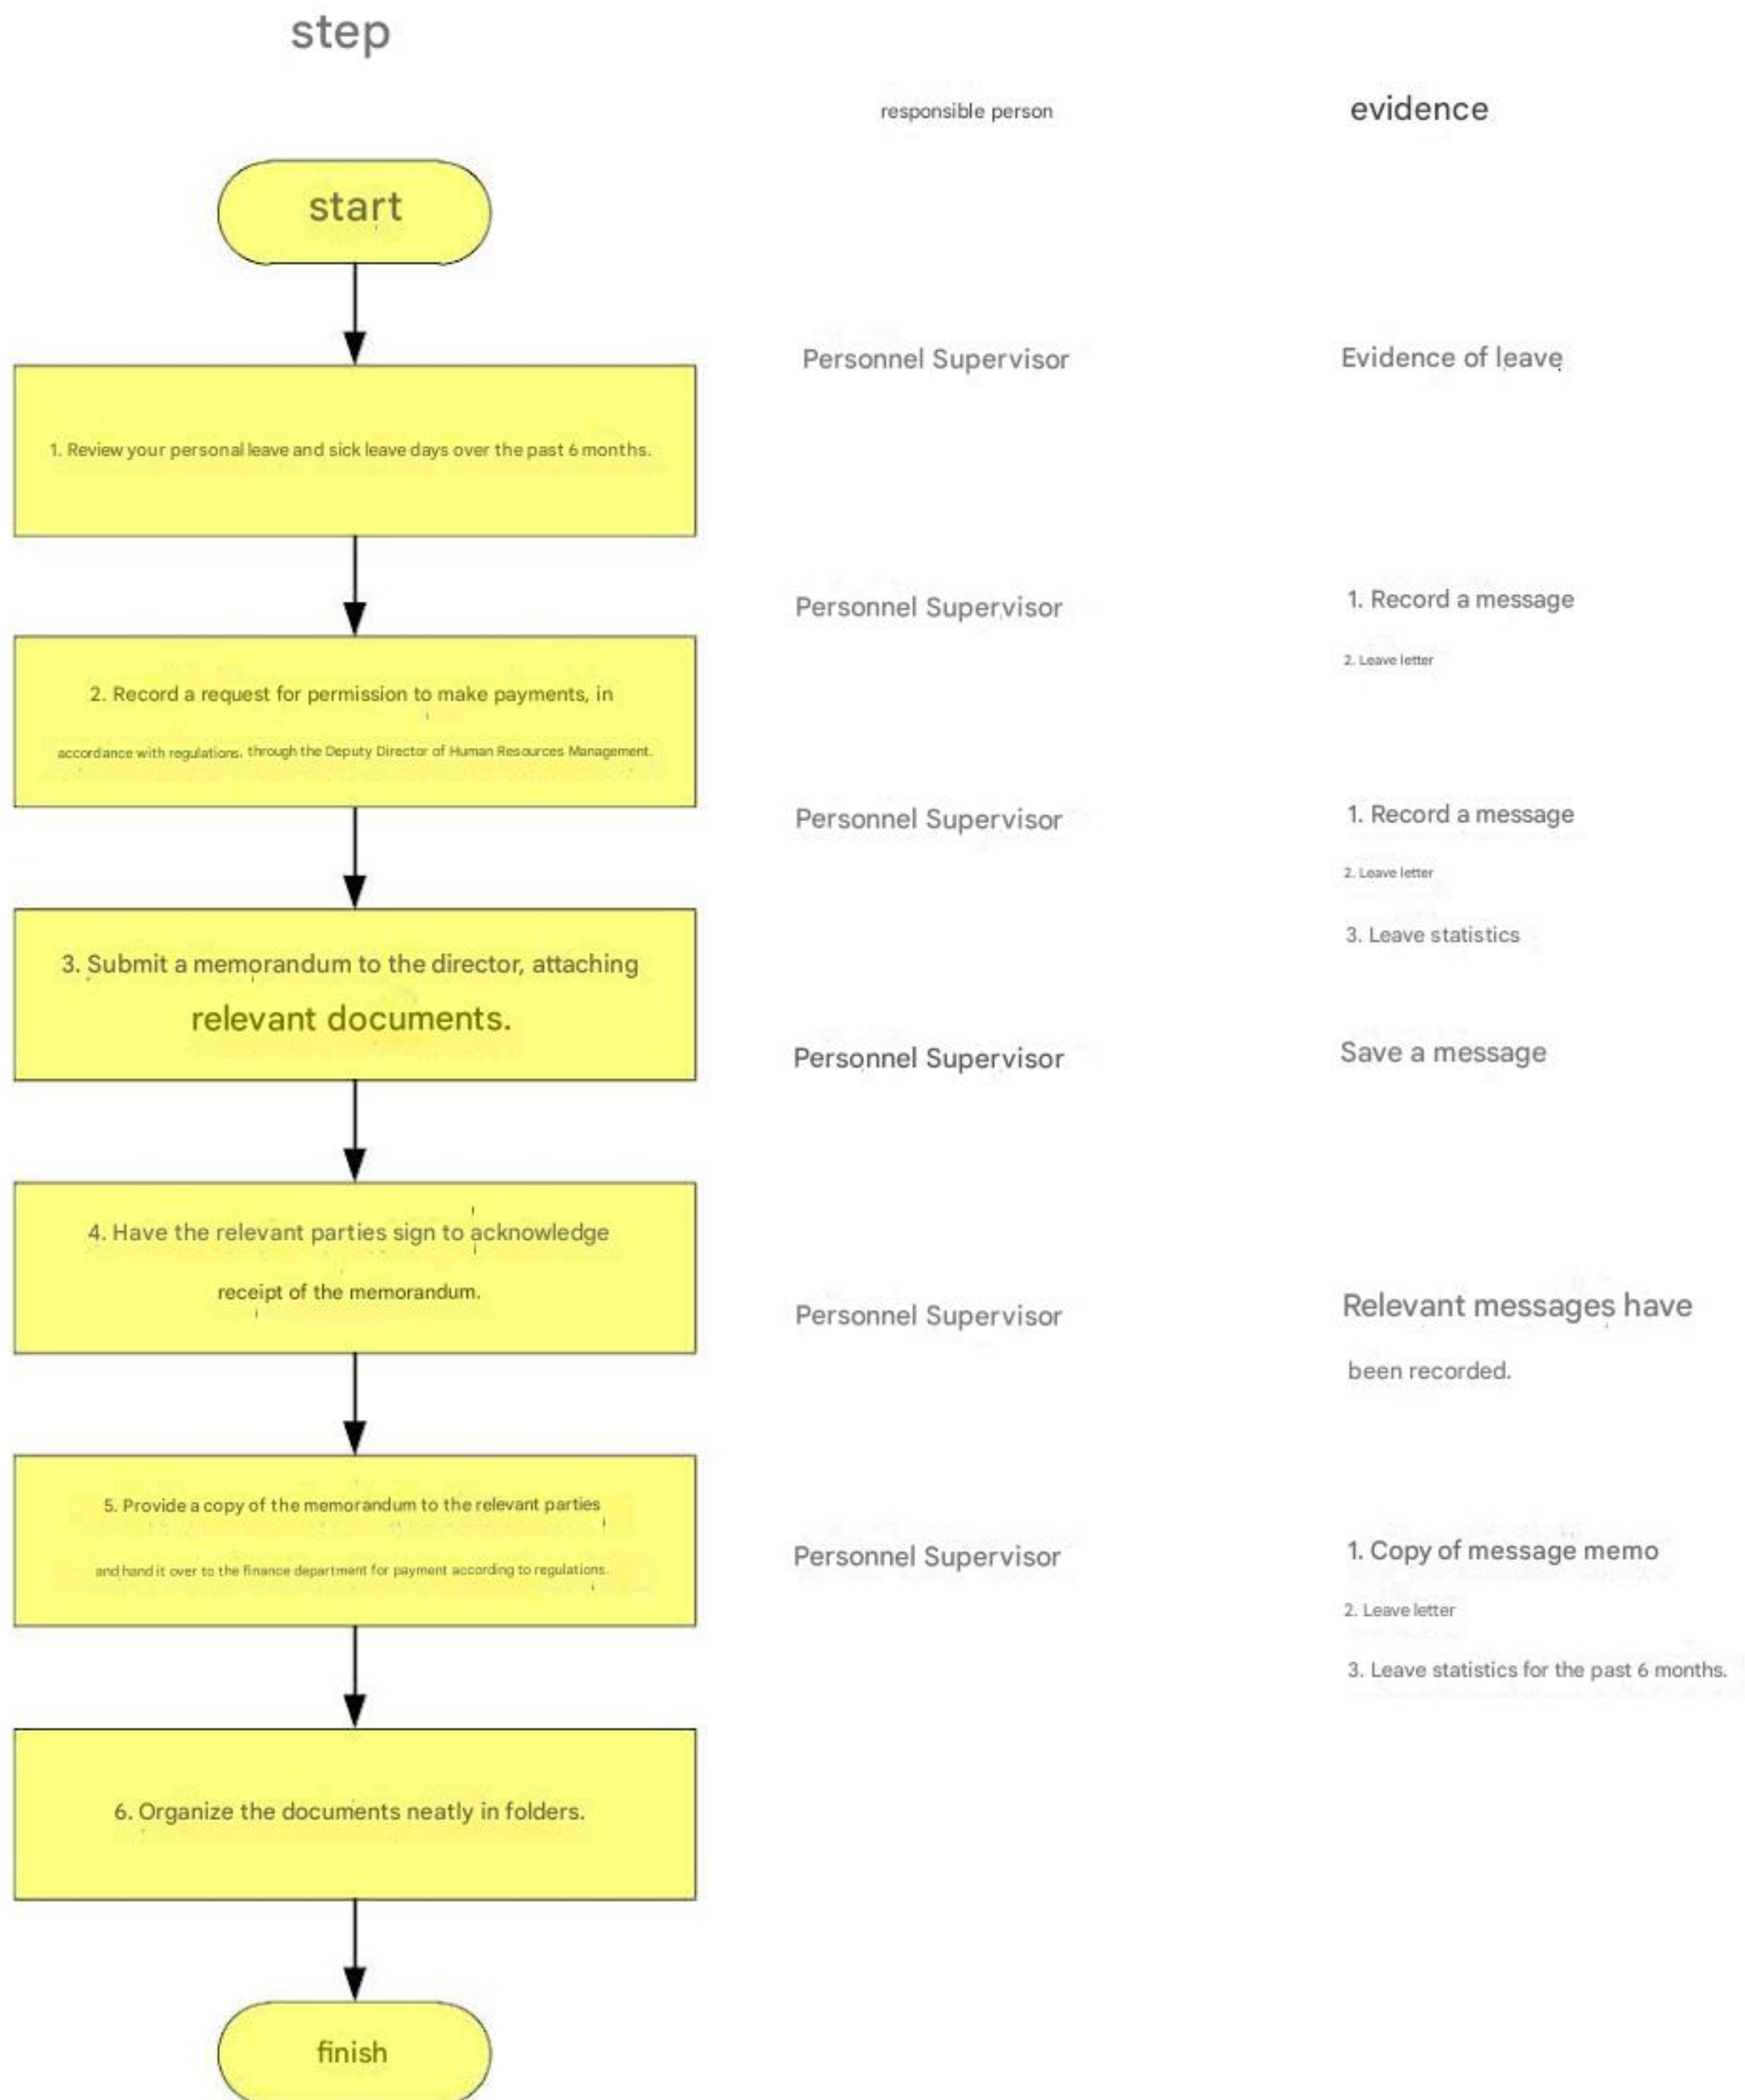 step
responsible person
evidence
start
Personnel Supervisor
Evidence of leave
1. Review your personal leave and sick leave days over the past 6 months.
Personnel Supervisor
1. Record a message
2. Leave letter
2. Record a request for permission to make payments, in
accordance with regulations, through the Deputy Director of Human Resources Management.
Personnel Supervisor
1. Record a message
2. Leave letter
3. Leave statistics
3. Submit a memorandum to the director, attaching
relevant documents.
Personnel Supervisor
Save a message
4. Have the relevant parties sign to acknowledge
receipt of the memorandum.
Personnel Supervisor
Relevant messages have
been recorded.
5. Provide a copy of the memorandum to the relevant parties
and hand it over to the finance department for payment according to regulations.
Personnel Supervisor
1. Copy of message memo
2. Leave letter
3. Leave statistics for the past 6 months.
6. Organize the documents neatly in folders.
finish